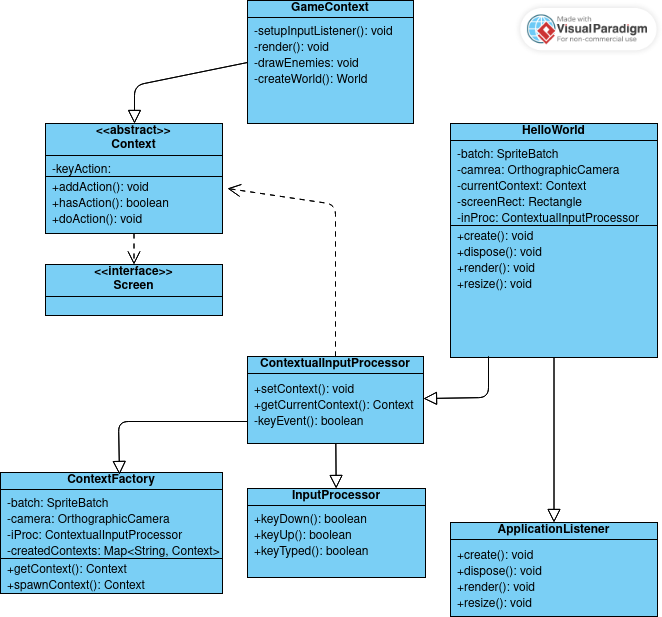 GameContext
-setupInputListener(): void
-render(): void
-drawEnemies: void
-createWorld(): World
Made with
VisualParadigm
For non-commercial use
<<abstract>>
Context
-keyAction:
+addAction(): void
+hasAction(): boolean
+doAction(): void
<<interface>>
Screen
HelloWorld
-batch: SpriteBatch
-camrea: OrthographicCamera
-currentContext: Context
-screenRect: Rectangle
-inProc: ContextualInputProcessor
+create(): void
+dispose(): void
+render(): void
+resize(): void
ContextualInputProcessor
+setContext(): void
+getCurrentContext(): Context
-keyEvent(): boolean
ContextFactory
-batch: SpriteBatch
-camera: OrthographicCamera
-iProc: ContextualInputProcessor
-createdContexts: Map<String, Context>
+getContext(): Context
+spawnContext(): Context
InputProcessor
+keyDown(): boolean
+keyUp(): boolean
+keyTyped(): boolean
ApplicationListener
+create(): void
+dispose(): void
+render(): void
+resize(): void